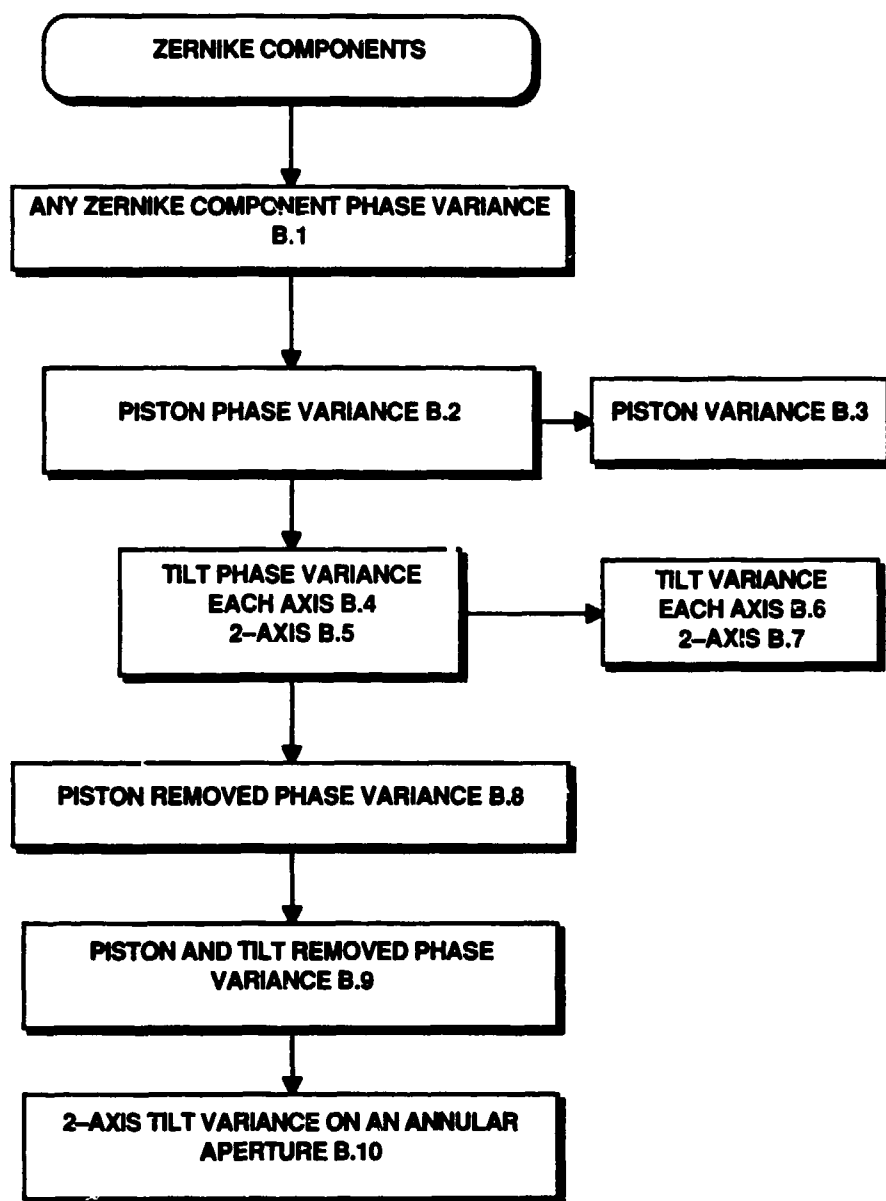 ZERNIKE COMPONENTS
ANY ZERNIKE COMPONENT PHASE VARIANCE
B.1
PISTON PHASE VARIANCE B.2
PISTON VARIANCE B.3
TILT PHASE VARIANCE
EACH AXIS B.4
2–AXIS B.5
TILT VARIANCE
EACH AXIS B.6
2–AXIS B.7
PISTON REMOVED PHASE VARIANCE B.8
PISTON AND TILT REMOVED PHASE
VARIANCE B.9
2–AXIS TILT VARIANCE ON AN ANNULAR
APERTURE B.10